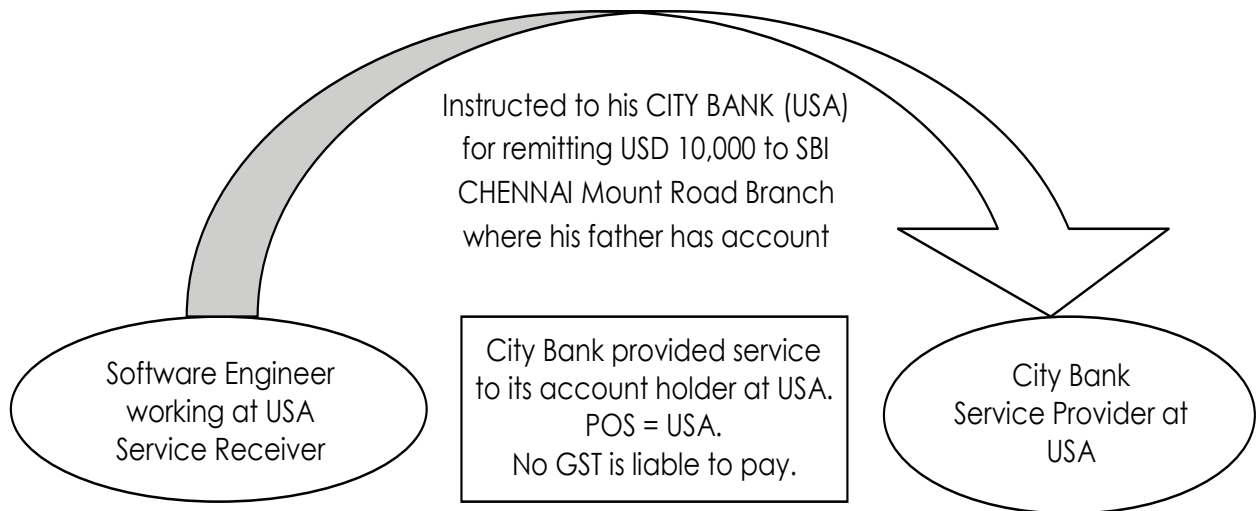 Instructed to his CITY BANK (USA)
for remitting USD 10,000 to SBI
CHENNAI Mount Road Branch
where his father has account
Software Engineer
working at USA
Service Receiver
City Bank provided service
to its account holder at USA.
POS = USA.
No GST is liable to pay.
City Bank
Service Provider at
USA